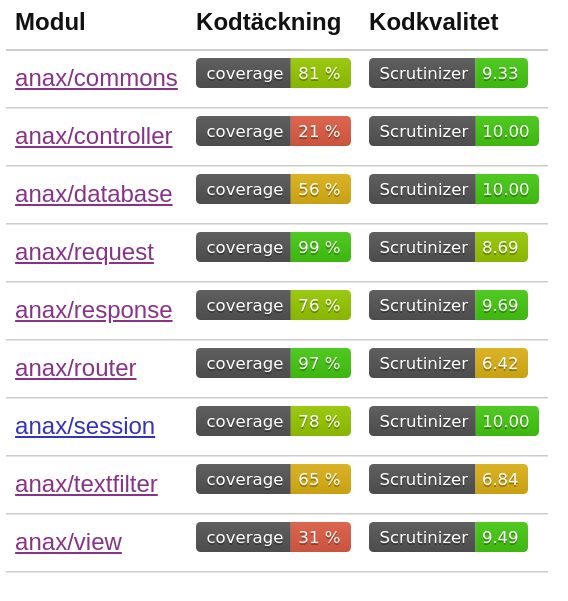 Modul Kodtäckning Kodkvalitet
anax/commons coverage 81 % Scrutinizer 9.33
anax/controller coverage 21 % Scrutinizer 10.00
anax/database coverage 56 % Scrutinizer 10.00
anax/request coverage 99 % Scrutinizer 8.69
anax/response coverage 76 % Scrutinizer 9.69
anax/router coverage 97 % Scrutinizer 6.42
anax/session coverage 78 % Scrutinizer 10.00
anax/textfilter coverage 65 % Scrutinizer 6.84
anax/view coverage 31 % Scrutinizer 9.49